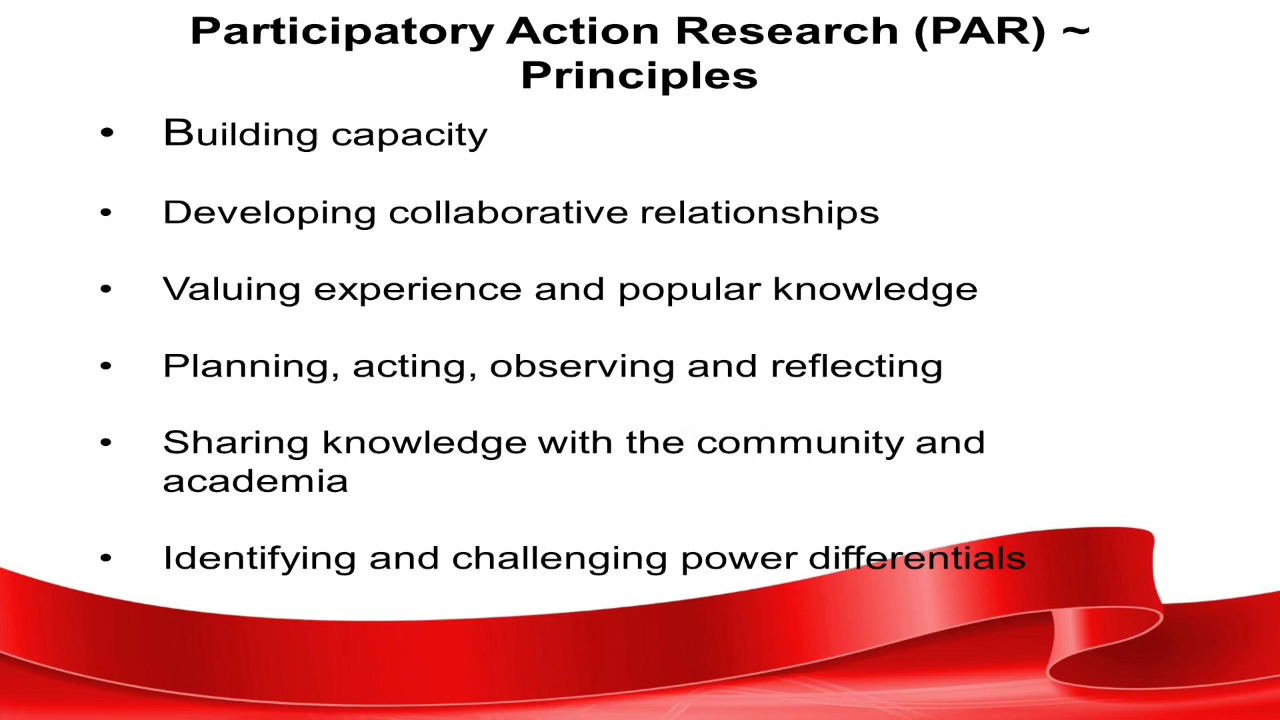 Participatory Action Research (PAR) ~
Principles
• Building capacity
• Developing collaborative relationships
• Valuing experience and popular knowledge
• Planning, acting, observing and reflecting
• Sharing knowledge with the community and
academia
• Identifying and challenging power differentials